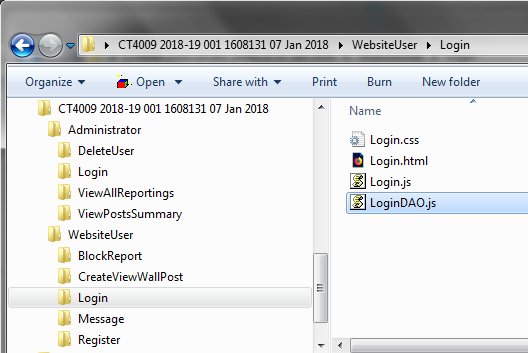 CT4009 2018-19 001 1608131 07 Jan 2018 WebsiteUser Login
Organize Open Share with Print Burn New folder
CT4009 2018-19 001 1608131 07 Jan 2018
Administrator
DeleteUser
Login
ViewAllReportings
ViewPostsSummary
WebsiteUser
BlockReport
CreateViewWallPost
Login
Message
Register
Name
Login.css
Login.html
Login.js
LoginDAO.js